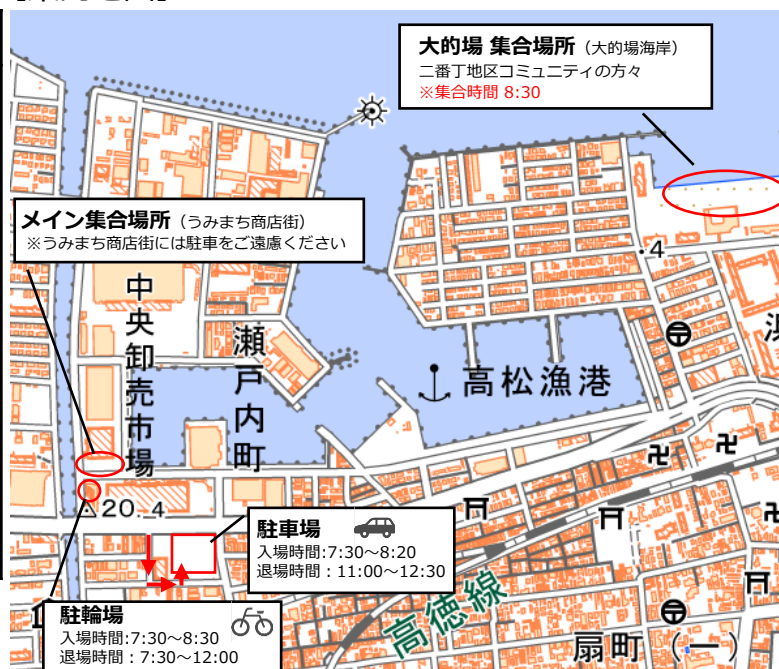 大的場 集合場所（大的場海岸）
二番丁地区コミュニティの方々
※集合時間 8:30
メイン集合場所（うみまち商店街）
※うみまち商店街には駐車をご遠慮ください
中央卸売市場
瀬戸内町
高松漁港
・4
20.4
駐車場
入場時間:7:30～8:20
退場時間：11:00～12:30
駐輪場
入場時間:7:30～8:30
退場時間：7:30～12:00
高徳線
扇町（一）